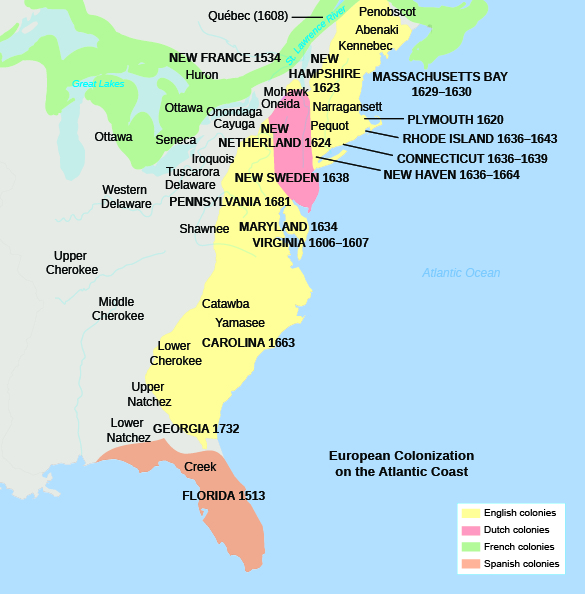 Québec (1608)
St. Lawrence River
Penobscot
Abenaki
Kennebec
NEW FRANCE 1534
Huron
NEW
HAMPSHIRE
1623
MASSACHUSETTS BAY
1629–1630
Great Lakes
Mohawk
Oneida
Ottawa
Onondaga
Cayuga
Narragansett
PLYMOUTH 1620
Ottawa
Seneca
NEW
NETHERLAND 1624
Pequot
RHODE ISLAND 1636–1643
Iroquois
CONNECTICUT 1636–1639
Tuscarora
Delaware
NEW SWEDEN 1638
NEW HAVEN 1636–1664
Western
Delaware
PENNSYLVANIA 1681
Shawnee
MARYLAND 1634
VIRGINIA 1606–1607
Upper
Cherokee
Atlantic Ocean
Middle
Cherokee
Catawba
Yamasee
Lower
Cherokee
CAROLINA 1663
Upper
Natchez
Lower
Natchez
GEORGIA 1732
European Colonization
on the Atlantic Coast
Creek
FLORIDA 1513
English colonies
Dutch colonies
French colonies
Spanish colonies